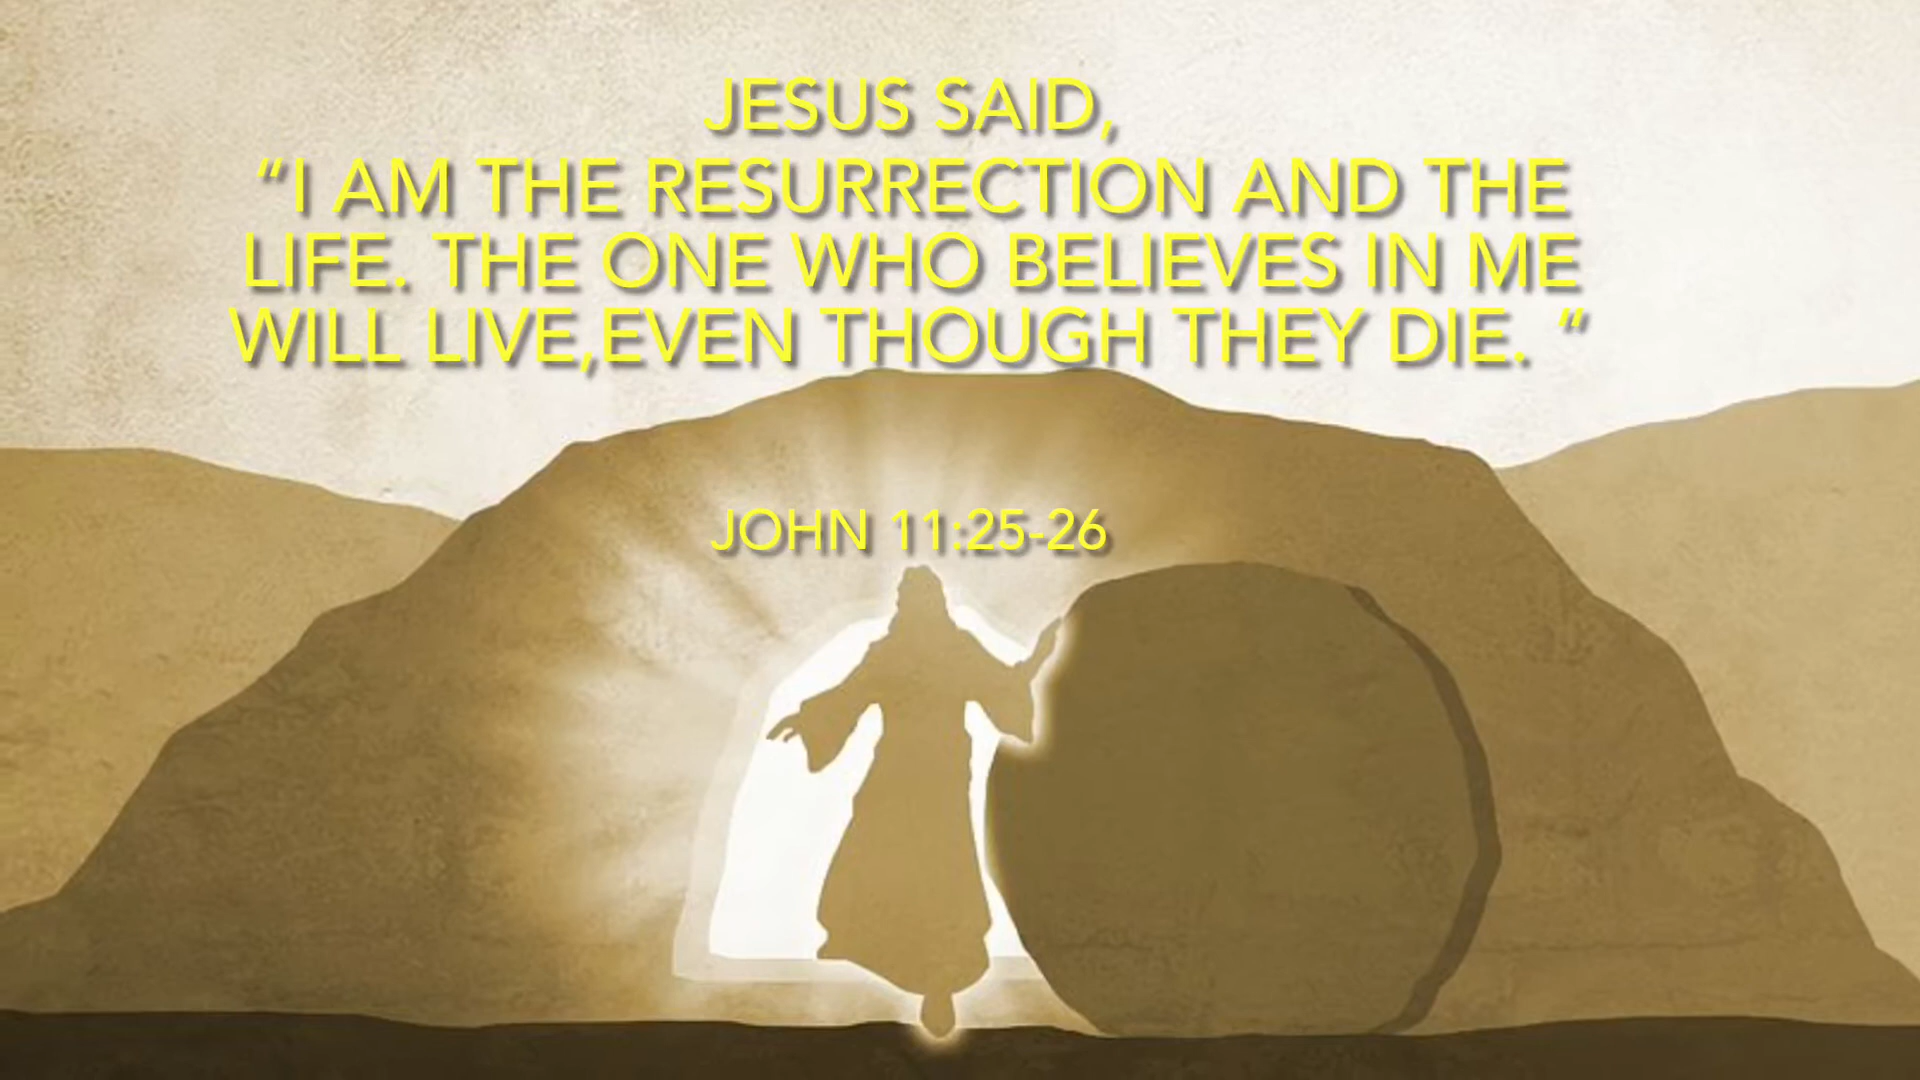 JESUS SAID,
“I AM THE RESURRECTION AND THE
LIFE. THE ONE WHO BELIEVES IN ME
WILL LIVE,EVEN THOUGH THEY DIE. “
JOHN 11:25-26